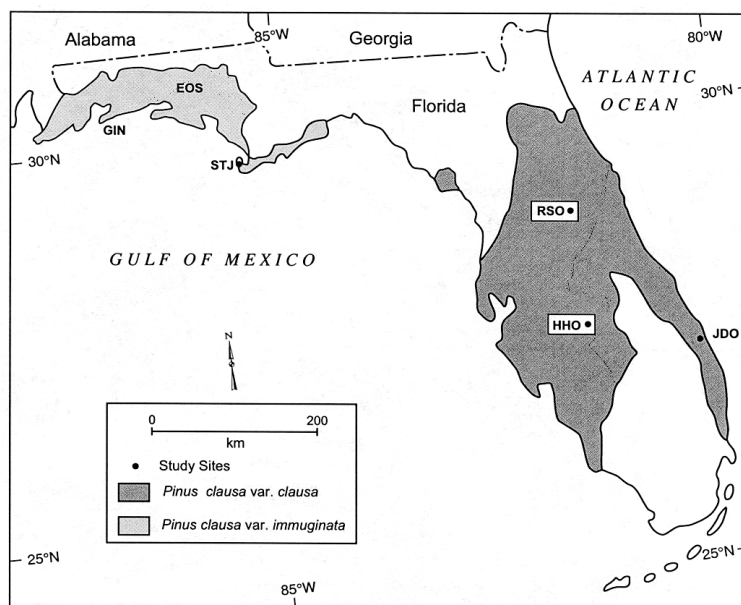 Alabama
85°W
Georgia
80°W
ATLANTIC
OCEAN
30°N
EOS
GIN
Florida
30°N
STJ
RSO
GULF OF MEXICO
HHO
JDO
N
0 200
km
Study Sites
Pinus clausa var. clausa
Pinus clausa var. immuginata
25°N
25°N
85°W